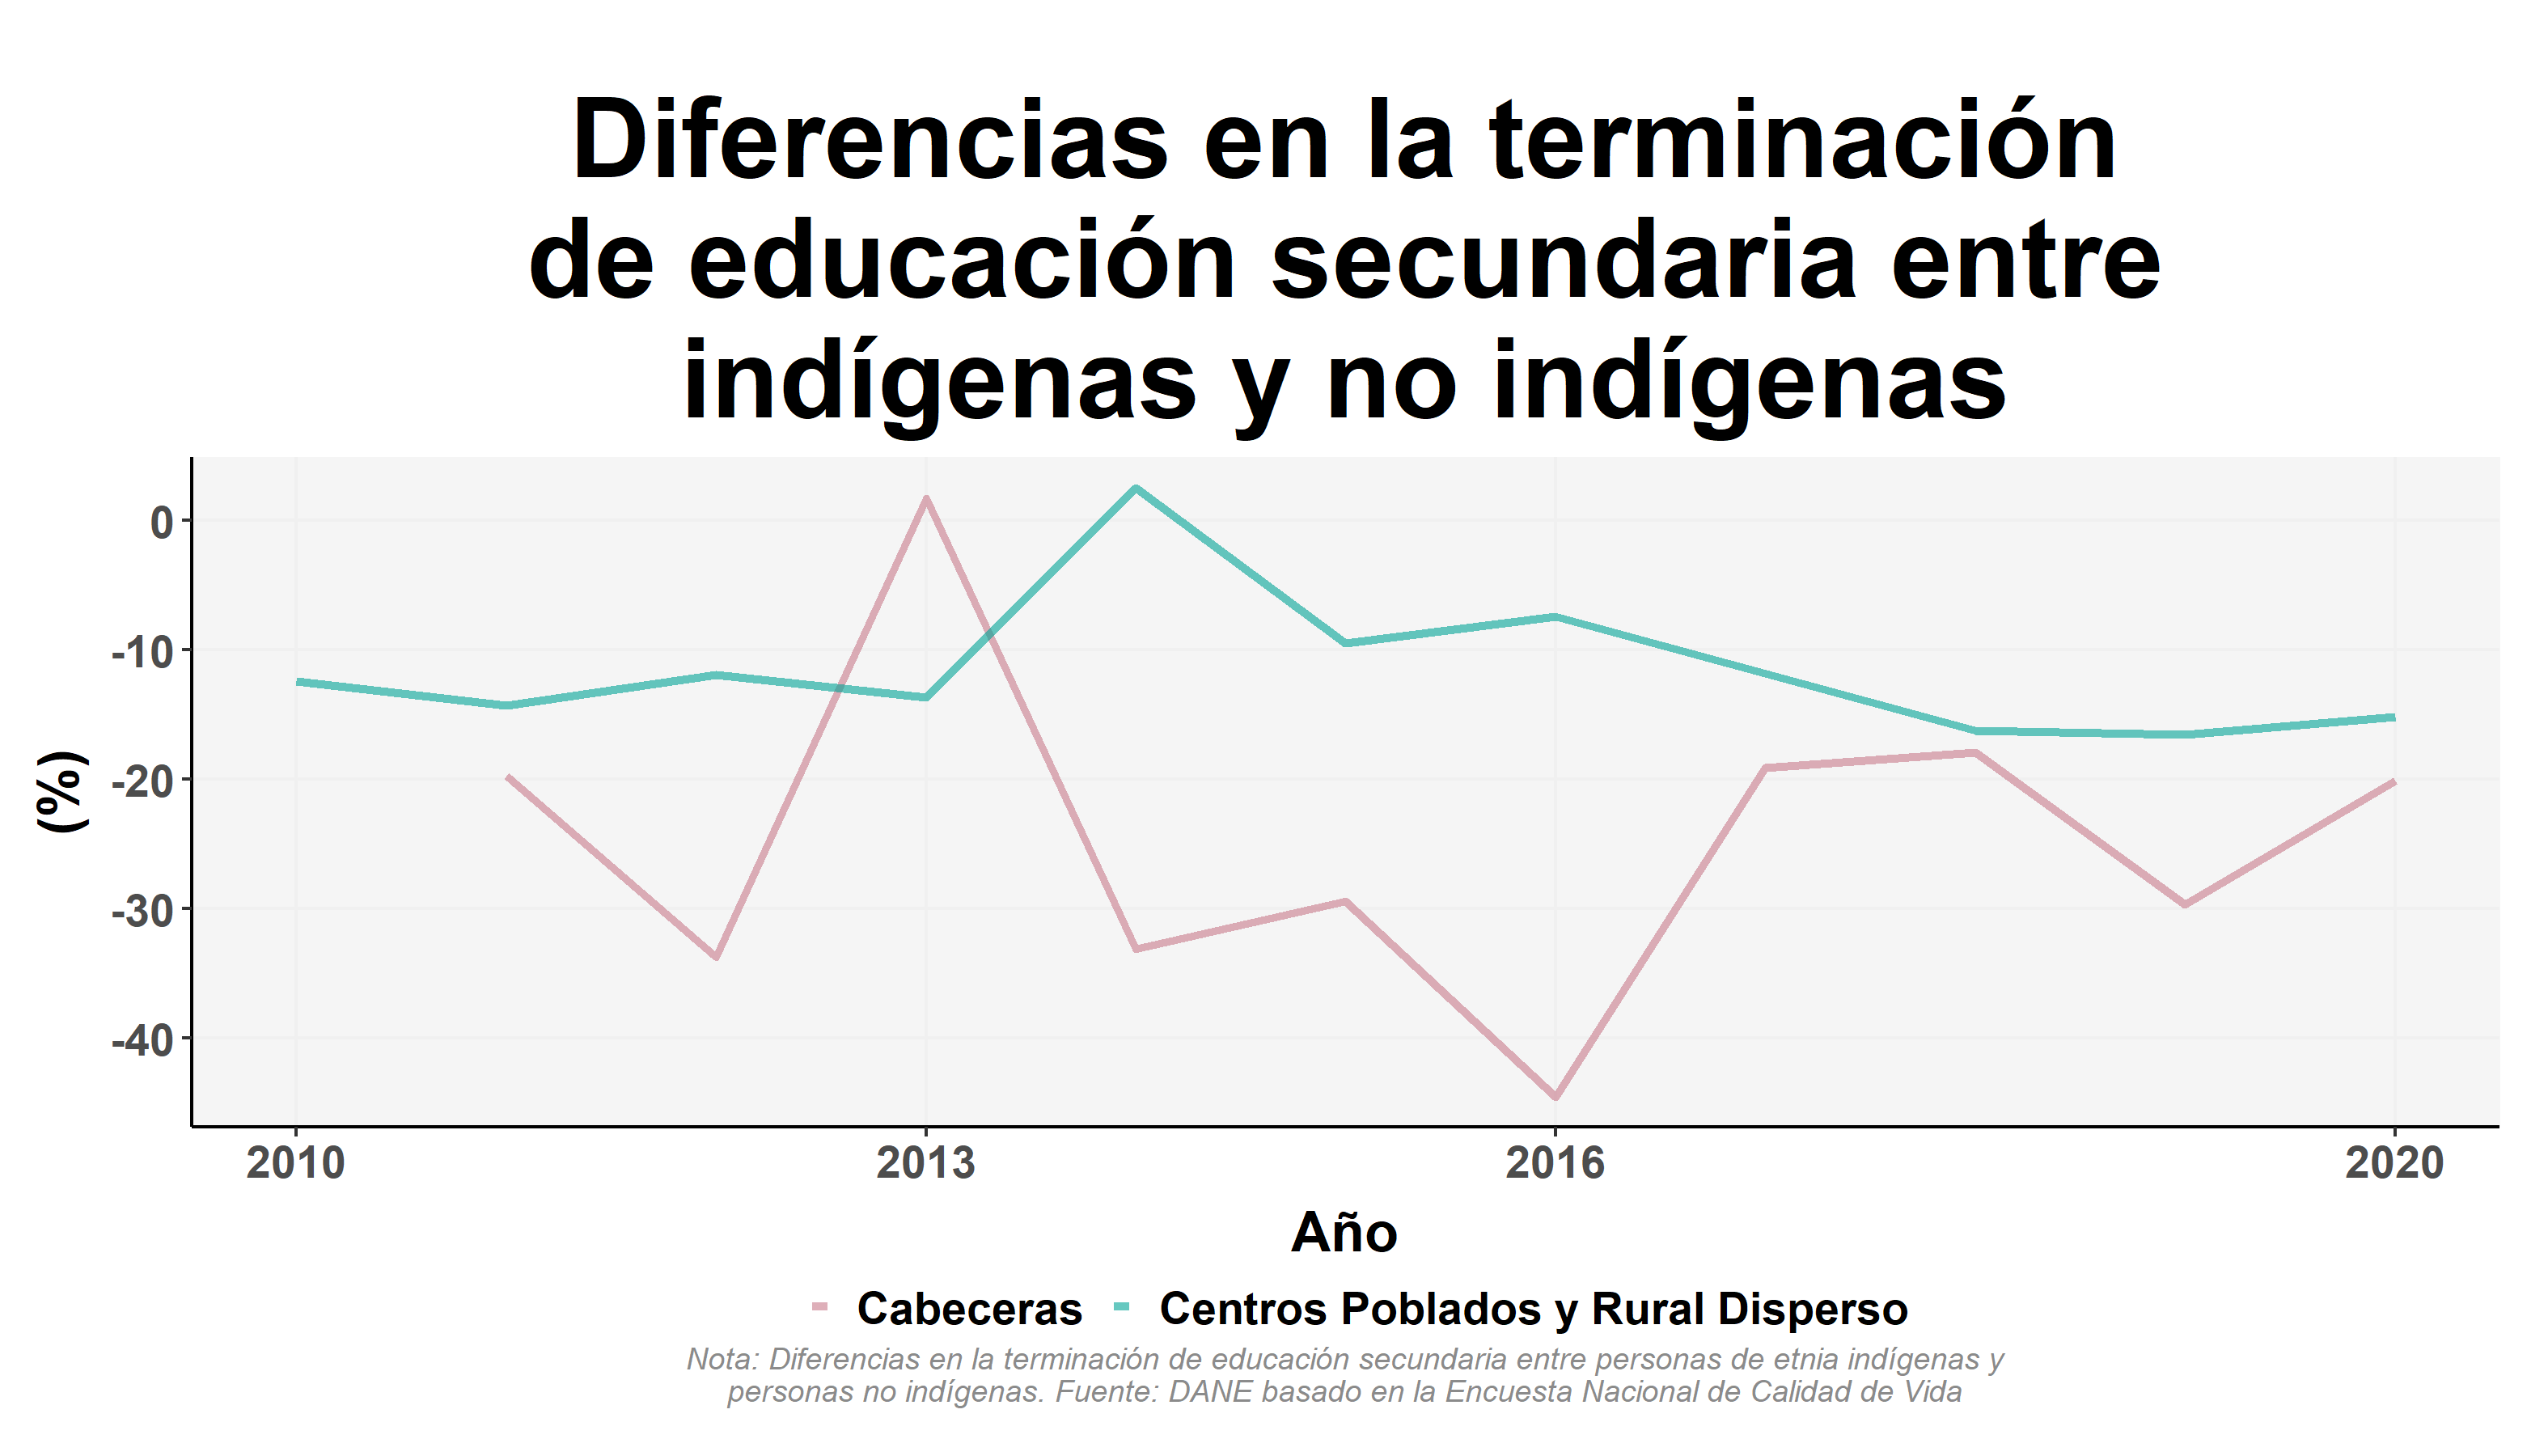 Diferencias en la terminación
de educación secundaria entre
indígenas y no indígenas
(%)
0
-10
-20
-30
-40
2010 2013 2016 2020
Año
Cabeceras Centros Poblados y Rural Disperso
Nota: Diferencias en la terminación de educación secundaria entre personas de etnia indígenas y
personas no indígenas. Fuente: DANE basado en la Encuesta Nacional de Calidad de Vida